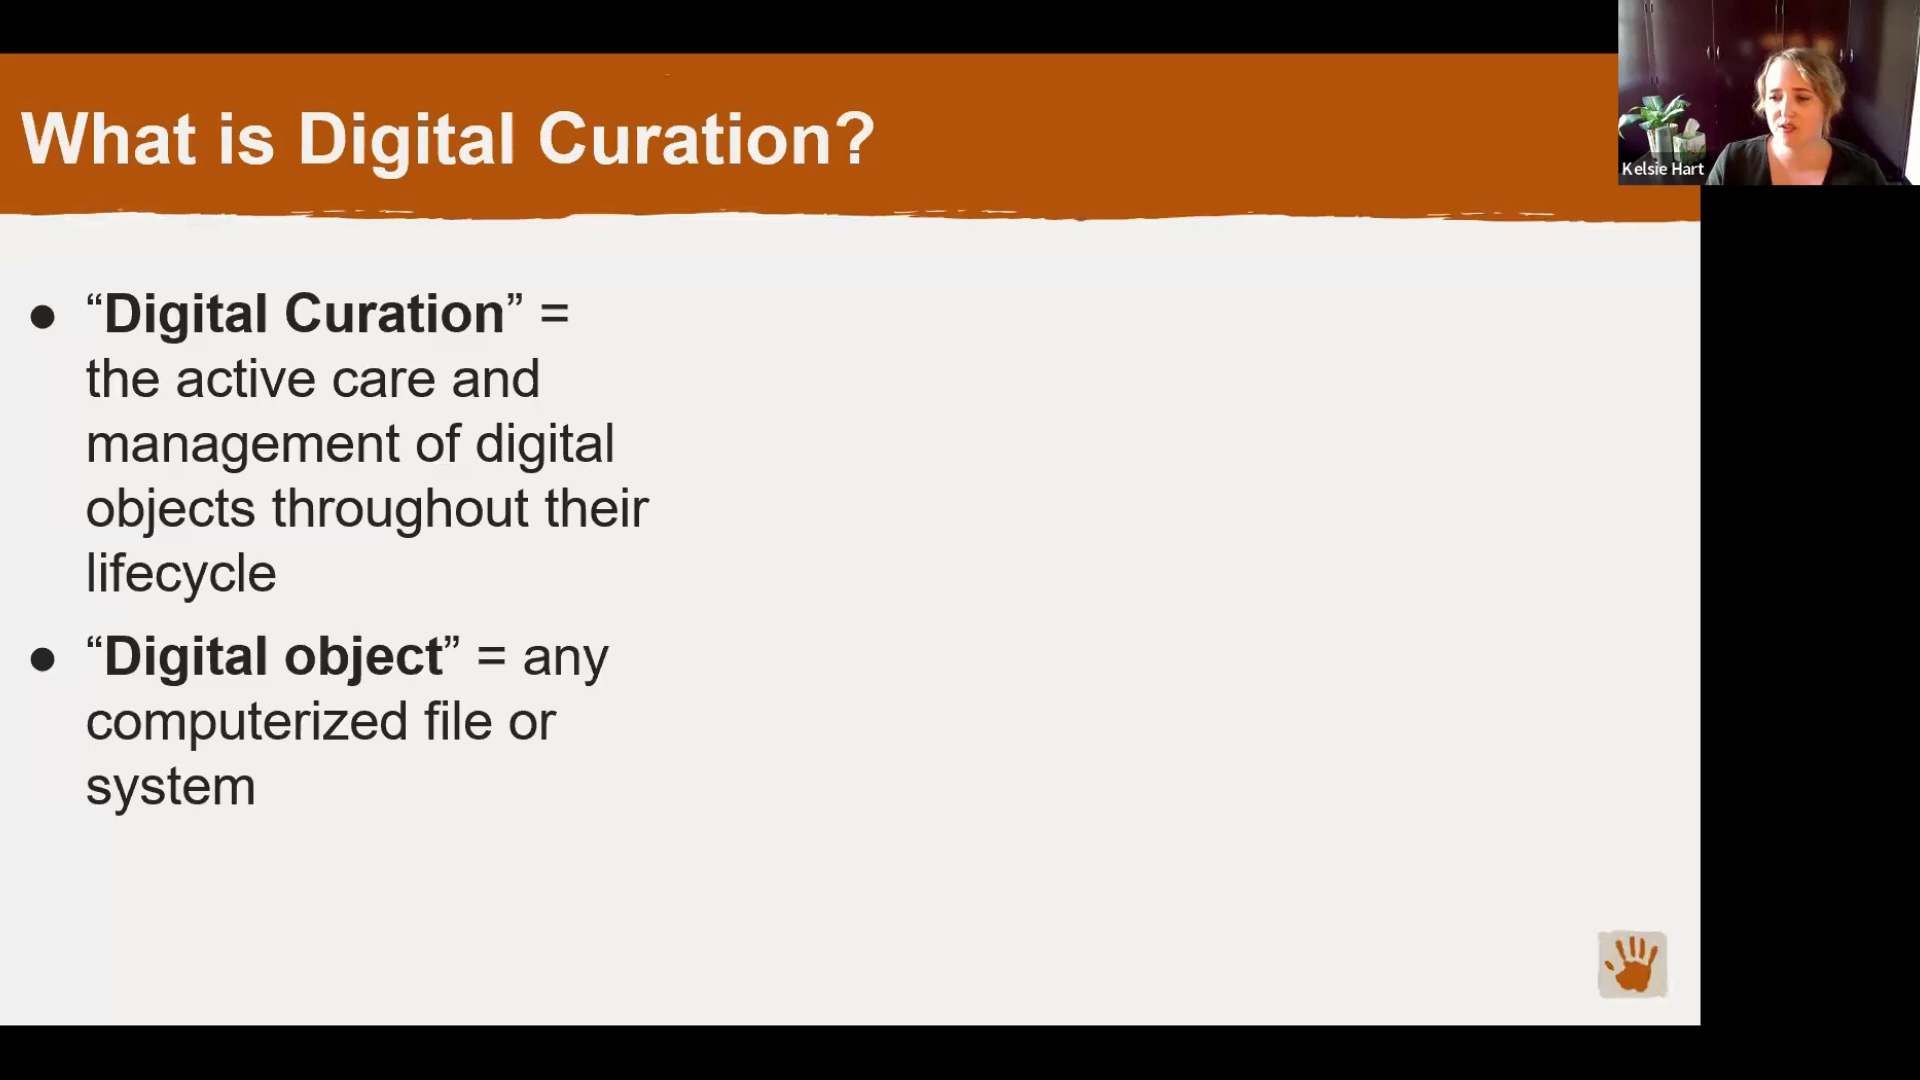 What is Digital Curation?
Kelsie Hart
● “Digital Curation” =
the active care and
management of digital
objects throughout their
lifecycle
● “Digital object” = any
computerized file or
system